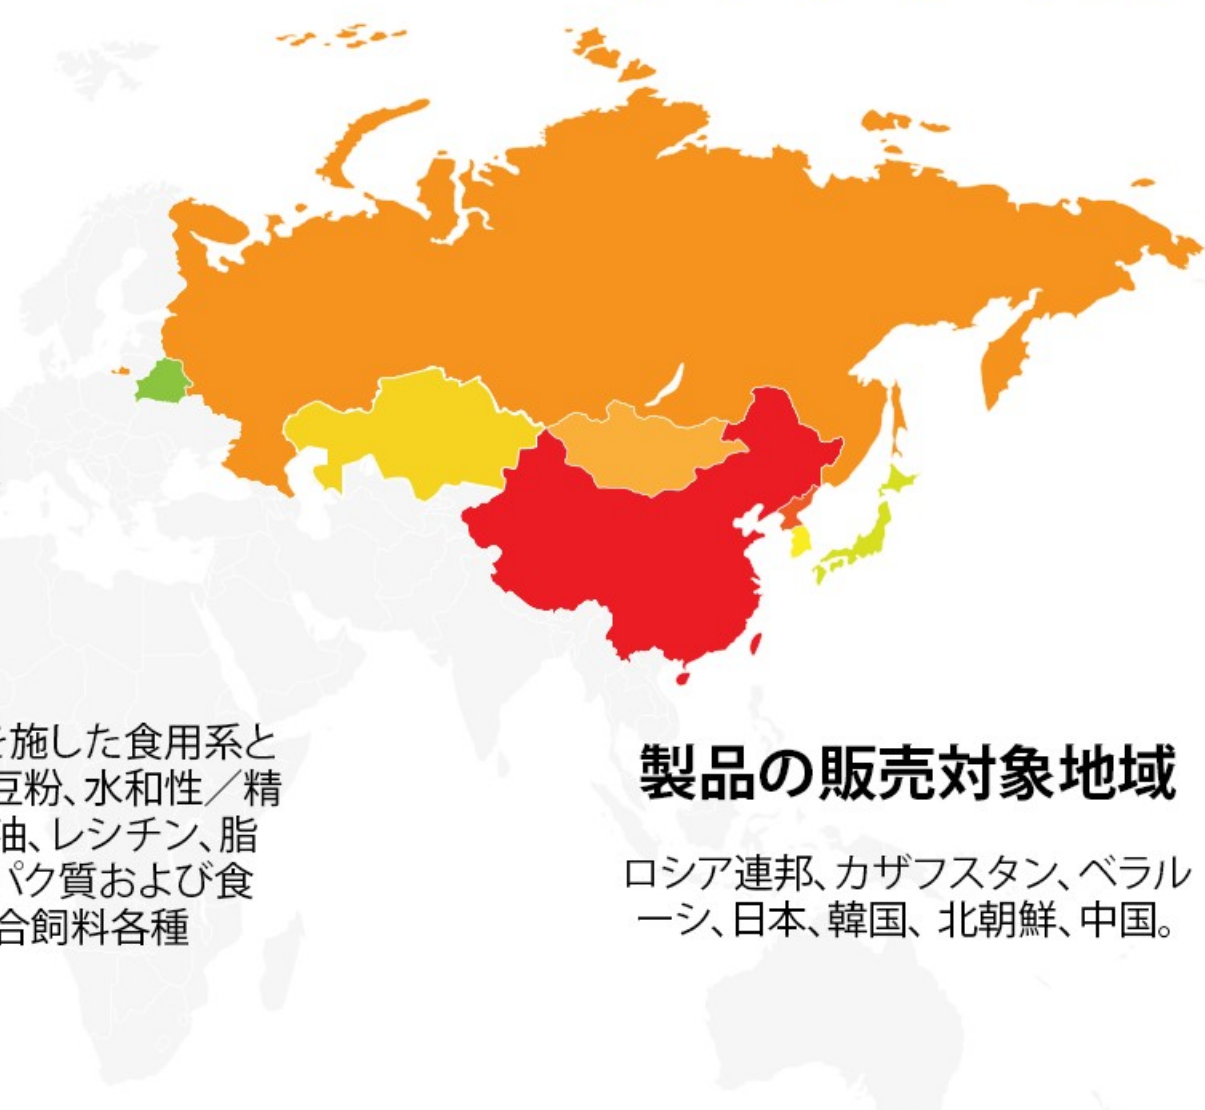 を施した食用系と
豆粉、水和性／精
油、レシチン、脂
パク質および食
合飼料各種
製品の販売対象地域
ロシア連邦、カザフスタン、ベラル
ーシ、日本、韓国、北朝鮮、中国。